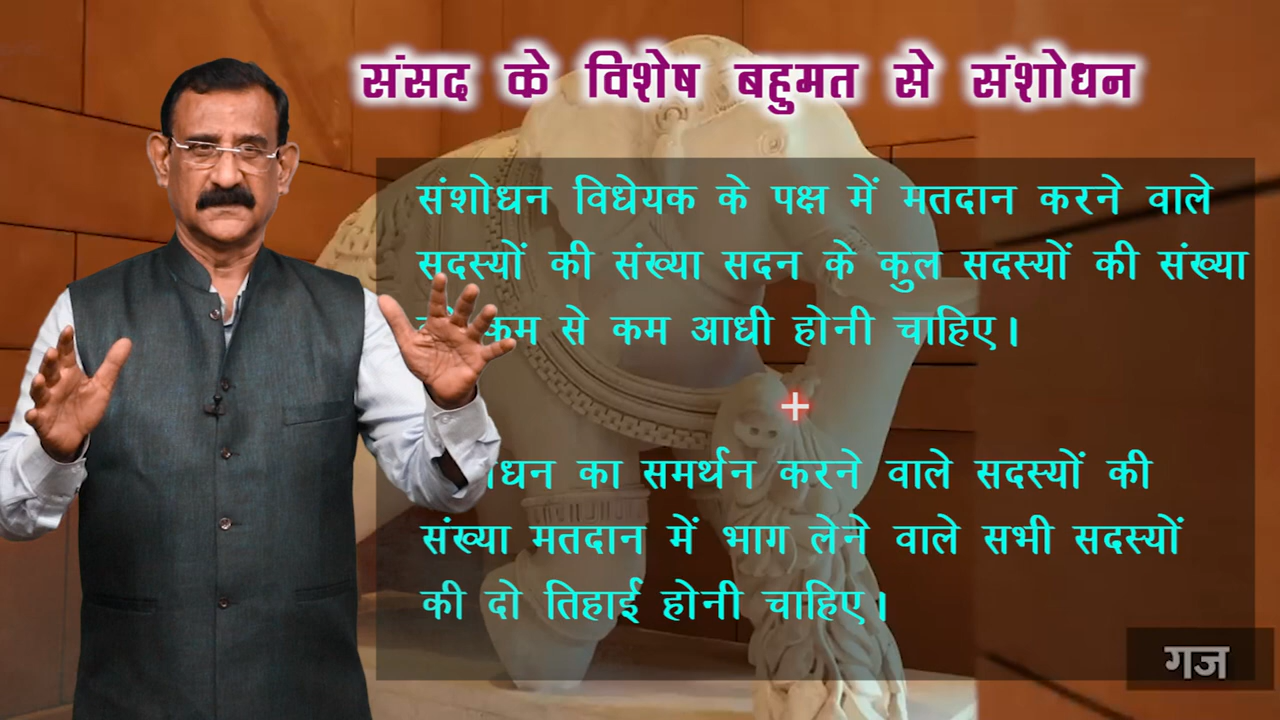 संसद के विशेष बहुमत से संशोधन
संशोधन विधेयक के पक्ष में मतदान करने वाले
सदस्यों की संख्या सदन के कुल सदस्यों की संख्या
कम से कम आधी होनी चाहिए।
+
का समर्थन करने वाले सदस्यों की
संख्या मतदान में भाग लेने वाले सभी सदस्यों
की दो तिहाई होनी चाहिए।
गज